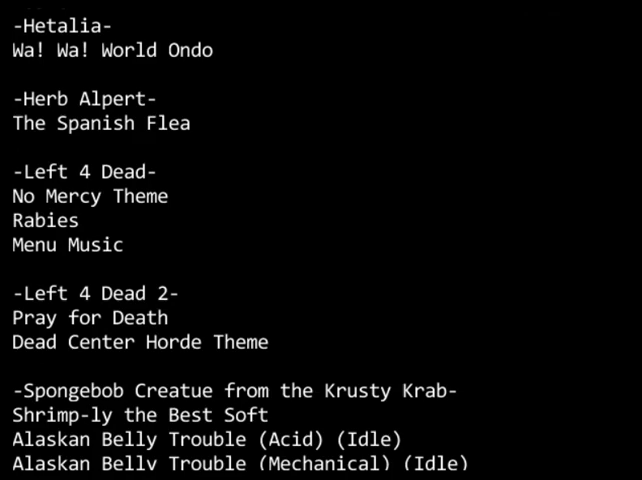 -Hetalia-
Wa! Wa! World Ondo
-Herb Alpert-
The Spanish Flea
-Left 4 Dead-
No Mercy Theme
Rabies
Menu Music
-Left 4 Dead 2-
Pray for Death
Dead Center Horde Theme
-Spongebob Creatue from the Krusty Krab-
Shrimp-ly the Best Soft
Alaskan Belly Trouble (Acid) (Idle)
Alaskan Belly Trouble (Mechanical) (Idle)